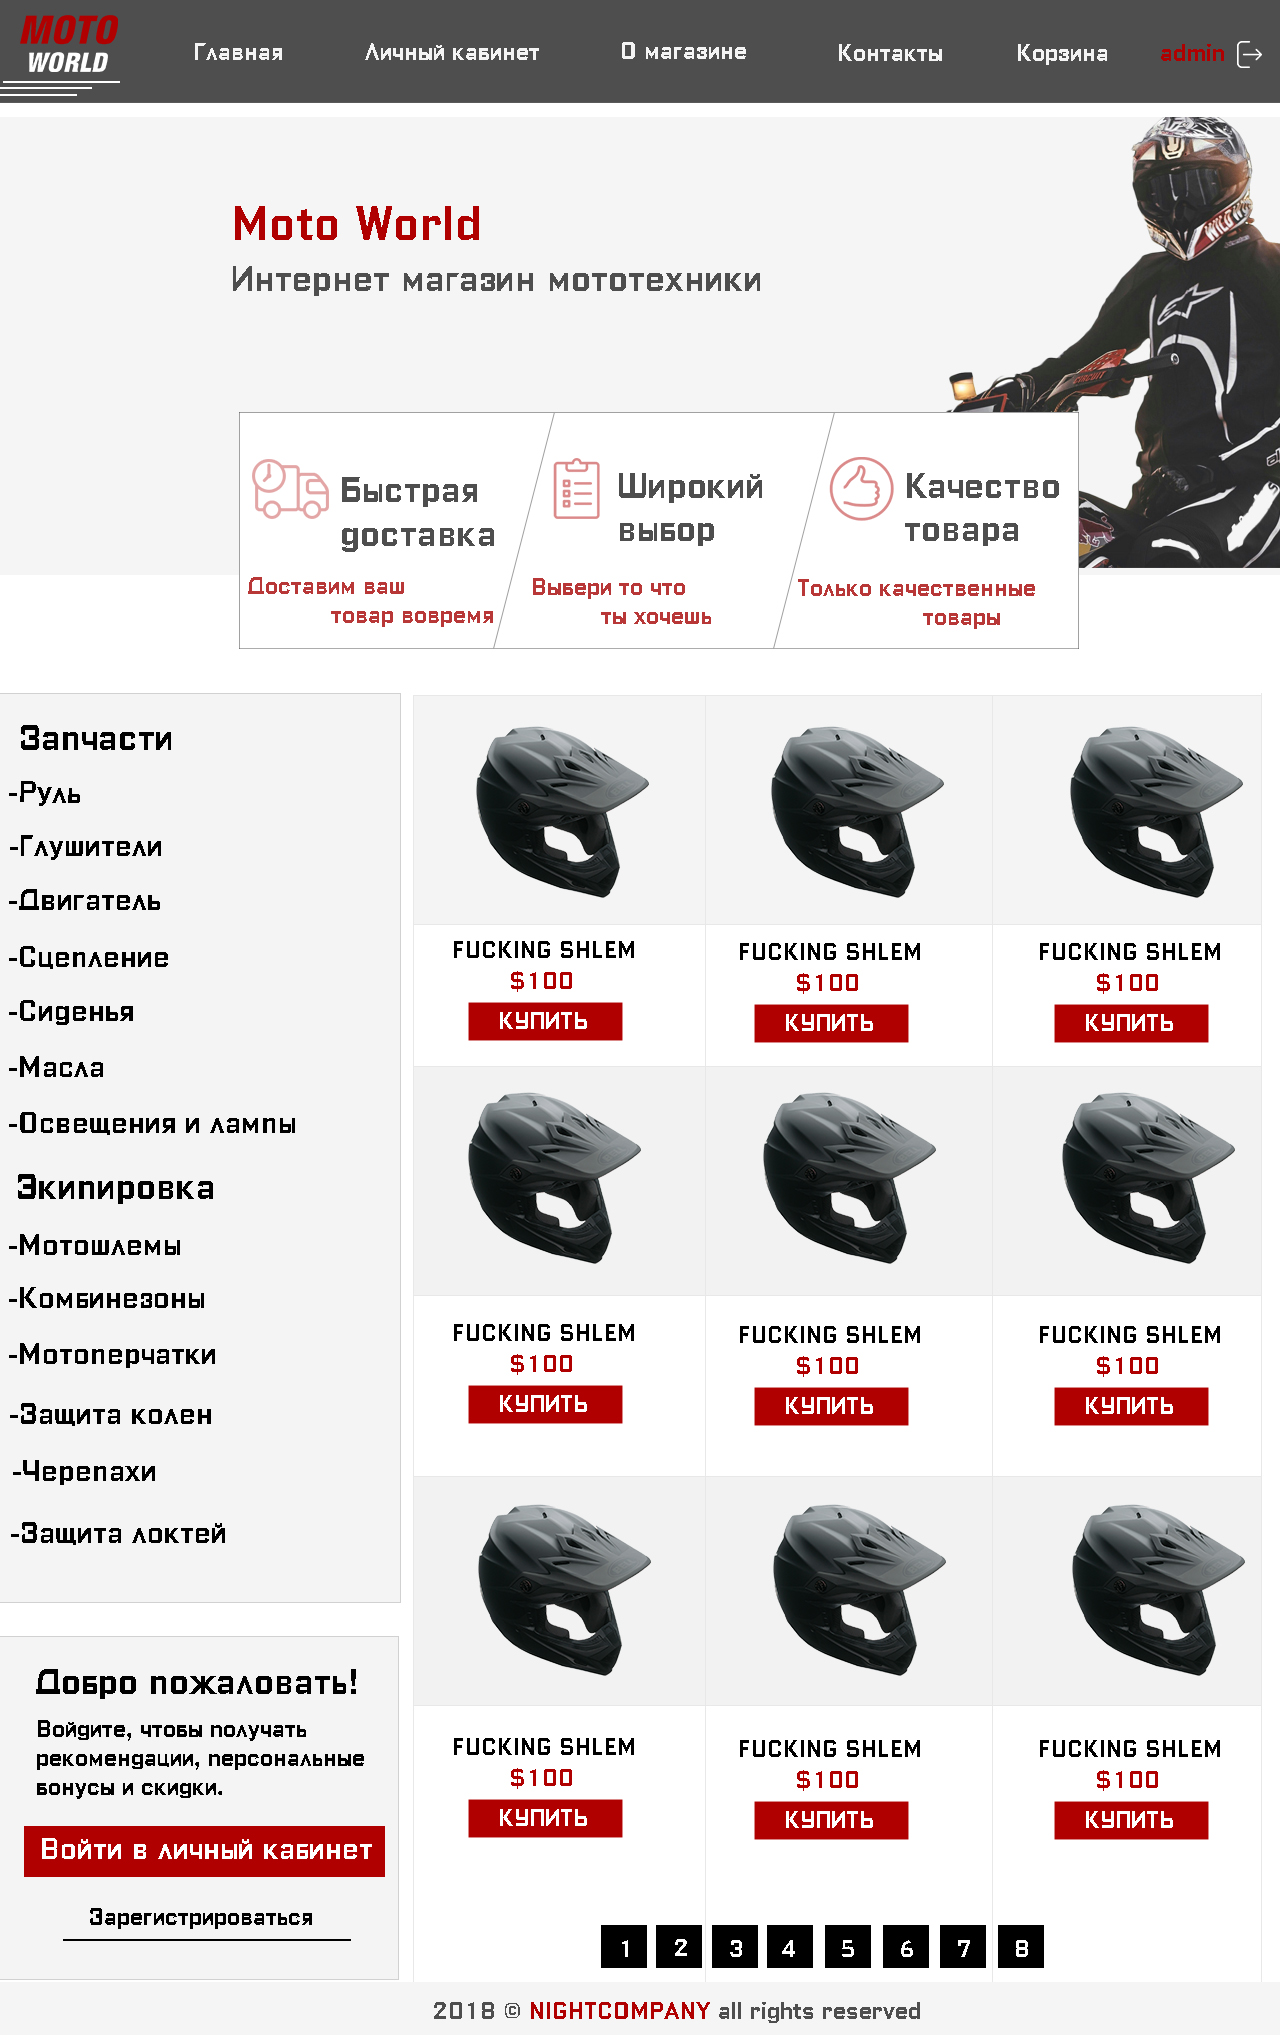 MOTO
WORLD
Главная Личный кабинет О магазине Контакты Корзина admin
Moto World
Интернет магазин мототехники
Быстрая
доставка
Доставим ваш
товар вовремя
Широкий
выбор
Выбери то что
ты хочешь
Качество
товара
Только качественные
товары
Запчасти
-Руль
-Глушители
-Двигатель
-Сцепление
-Сиденья
-Масла
-Освещения и лампы
Экипировка
-Мотошлемы
-Комбинезоны
-Мотоперчатки
-Защита колен
-Черепахи
-Защита локтей
Добро пожаловать!
Войдите, чтобы получать
рекомендации, персональные
бонусы и скидки.
Войти в личный кабинет
Зарегистрироваться
FUCKING SHLEM FUCKING SHLEM FUCKING SHLEM
$100 $100 $100
КУПИТЬ КУПИТЬ КУПИТЬ
FUCKING SHLEM FUCKING SHLEM FUCKING SHLEM
$100 $100 $100
КУПИТЬ КУПИТЬ КУПИТЬ
FUCKING SHLEM FUCKING SHLEM FUCKING SHLEM
$100 $100 $100
КУПИТЬ КУПИТЬ КУПИТЬ
1 2 3 4 5 6 7 8
2018 © NIGHTCOMPANY all rights reserved